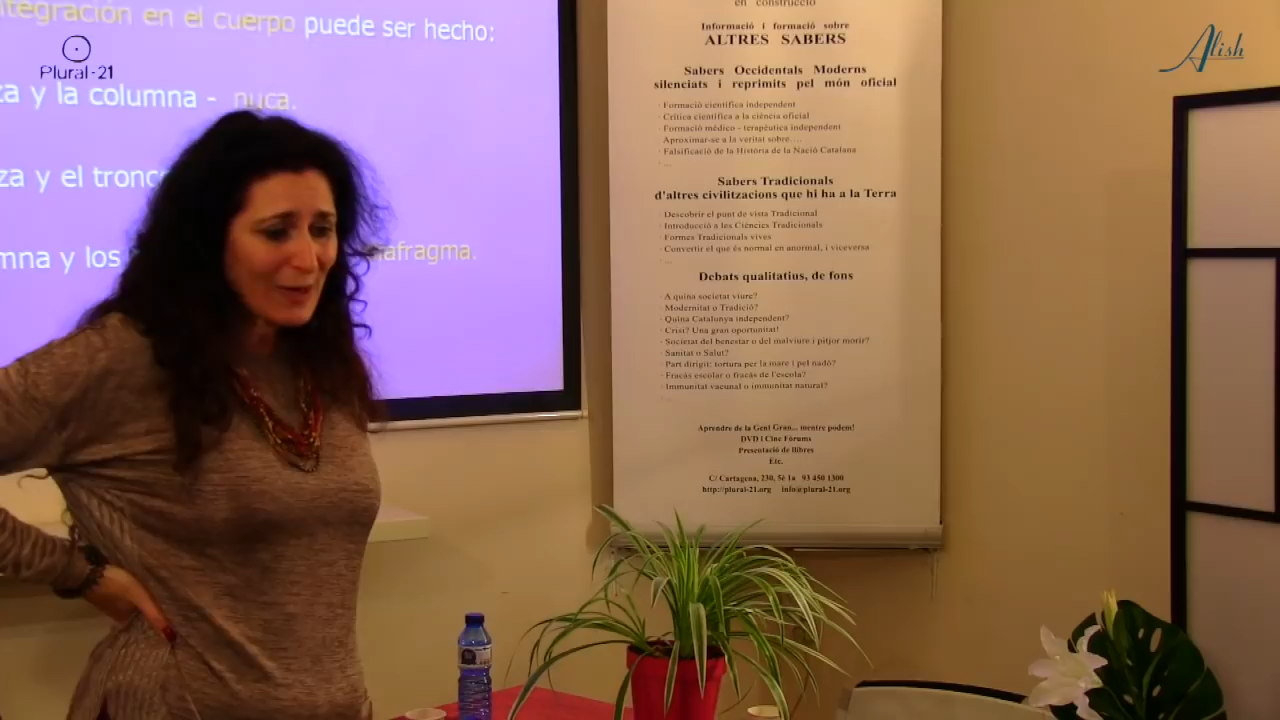 ntegración en el cuerpo puede ser hecho:
Plural-21
za y la columna - nuca.
za y el tronco
mna y los
iafragma.
en construcció
Informació i formació sobre
ALTRES SABERS
Sabers Occidentals Moderns
silenciats i reprimits pel món oficial
· Formació científica independent
· Crítica científica a la ciència oficial
· Formació médico - terapèutica independent
· Aproximar-se a la veritat sobre....
· Falsificació de la Història de la Nació Catalana
· ...
Sabers Tradicionals
d'altres civilitzacions que hi ha a la Terra
· Descobrir el punt de vista Tradicional
· Introducció a les Ciències Tradicionals
· Formes Tradicionals vives
· Convertir el que és normal en anormal, i viceversa
· ...
Debats qualitatius, de fons
· A quina societat viure?
· Modernitat o Tradició?
· Quina Catalunya independent?
· Crisi? Una gran oportunitat!
· Societat del benestar o del malviure i pitjor morir?
· Sanitat o Salut?
· Part dirigit: tortura per la mare i pel nadó?
· Fracàs escolar o fracàs de l'escola?
· Immunitat vacunal o immunitat natural?
Aprendre de la Gent Gran... mentre podem!
DVD i Cine Fòrums
Presentació de llibres
Etc.
C/ Cartagena, 230, 5è 1a 93 450 1300
http://plural-21.org info@plural-21.org
Alish